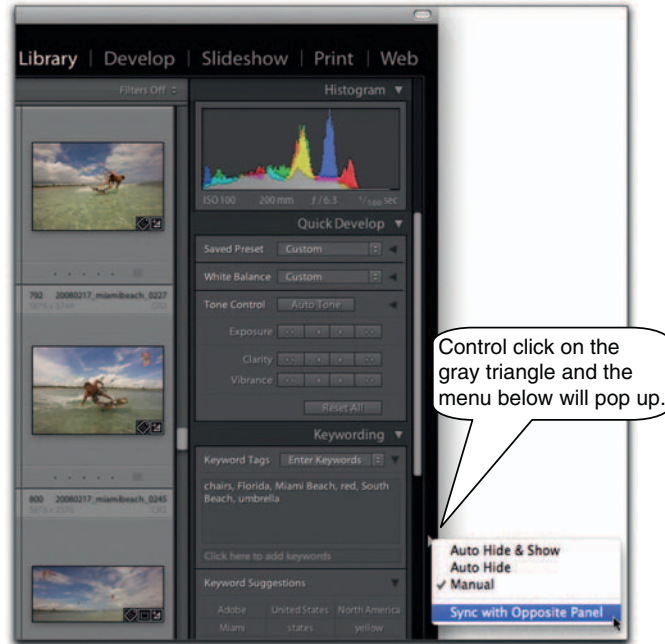 Library | Develop | Slideshow | Print | Web
Filters Off
Histogram
ISO 100 200 mm f / 6.3 sec
Quick Develop
Saved Preset Custom
White Balance Custom
Tone Control Auto Tone
Exposure
Clarity
Vibrance
Reset All
Keywording
Keyword Tags Enter Keywords
chairs, Florida, Miami Beach, red, South
Beach, umbrella
Click here to add keywords
Keyword Suggestions
Adobe United States North America
Miami states yellow
792 20080217_miamibeach_0227
CR2
800 20080217_miamibeach_0245
CR2
Control click on the
gray triangle and the
menu below will pop up.
Auto Hide & Show
Auto Hide
✓ Manual
Sync with Opposite Panel